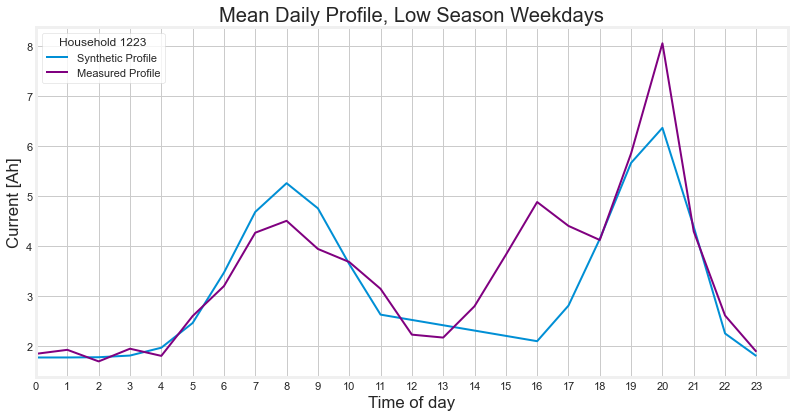 Mean Daily Profile, Low Season Weekdays
Household 1223
Synthetic Profile
Measured Profile
Current [Ah]
8
7
6
5
4
3
2
0 1 2 3 4 5 6 7 8 9 10 11 12 13 14 15 16 17 18 19 20 21 22 23
Time of day